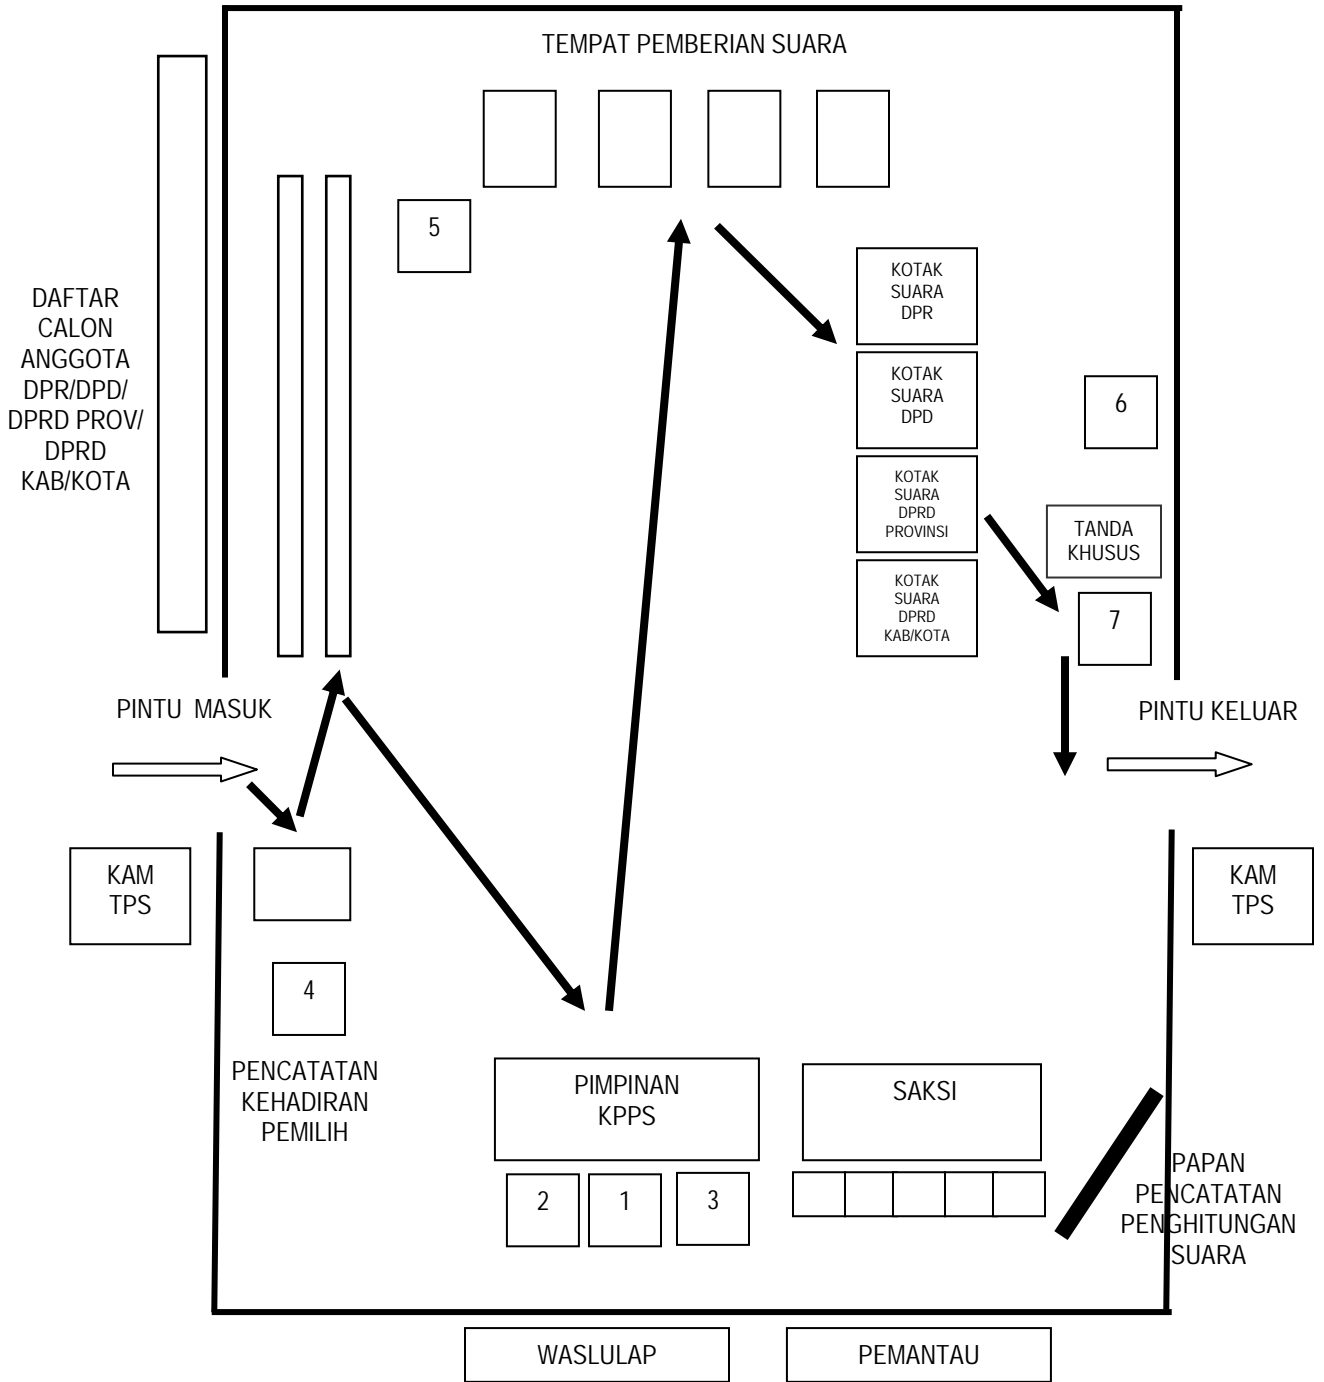 TEMPAT PEMBERIAN SUARA
5
DAFTAR
CALON
ANGGOTA
DPR/DPD/
DPRD PROV/
DPRD
KAB/KOTA
KOTAK
SUARA
DPR
KOTAK
SUARA
DPD
6
KOTAK
SUARA
DPRD
PROVINSI
TANDA
KHUSUS
KOTAK
SUARA
DPRD
KAB/KOTA
7
PINTU MASUK
PINTU KELUAR
KAM
TPS
KAM
TPS
4
PENCATATAN
KEHADIRAN
PEMILIH
PIMPINAN
KPPS
SAKSI
2
1
3
PAPAN
PENCATATAN
PENGHITUNGAN
SUARA
WASLULAP
PEMANTAU